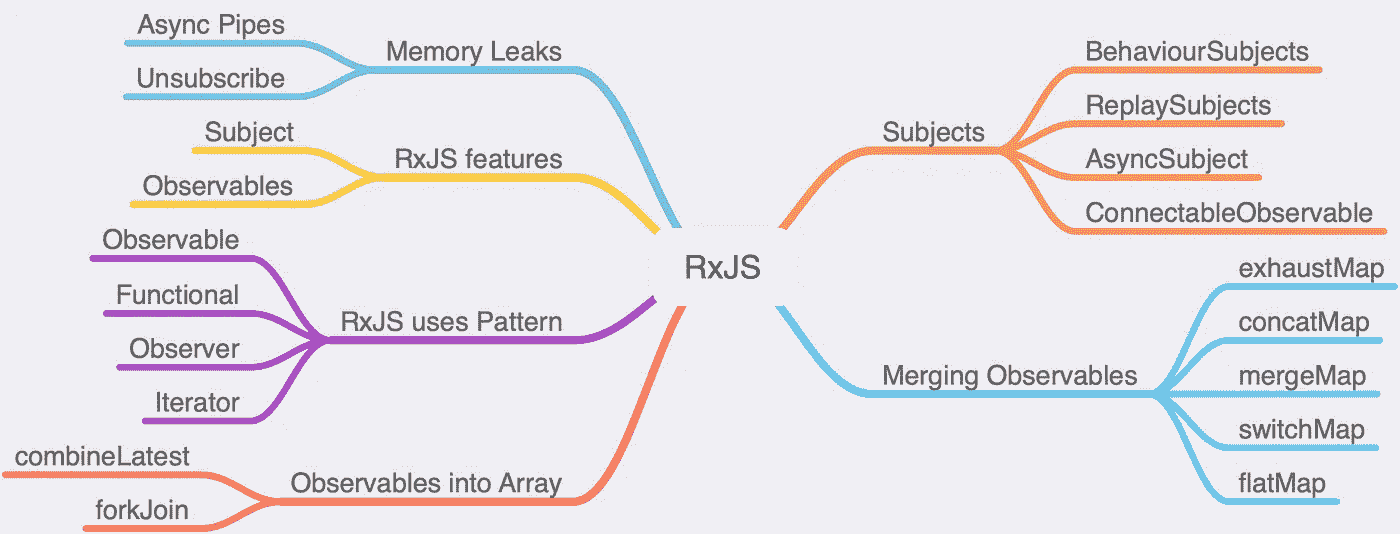 RxJS
Memory Leaks
Async Pipes
Unsubscribe
RxJS features
Subject
Observables
RxJS uses Pattern
Observable
Functional
Observer
Iterator
Observables into Array
combineLatest
forkJoin
Subjects
BehaviourSubjects
ReplaySubjects
AsyncSubject
ConnectableObservable
Merging Observables
exhaustMap
concatMap
mergeMap
switchMap
flatMap